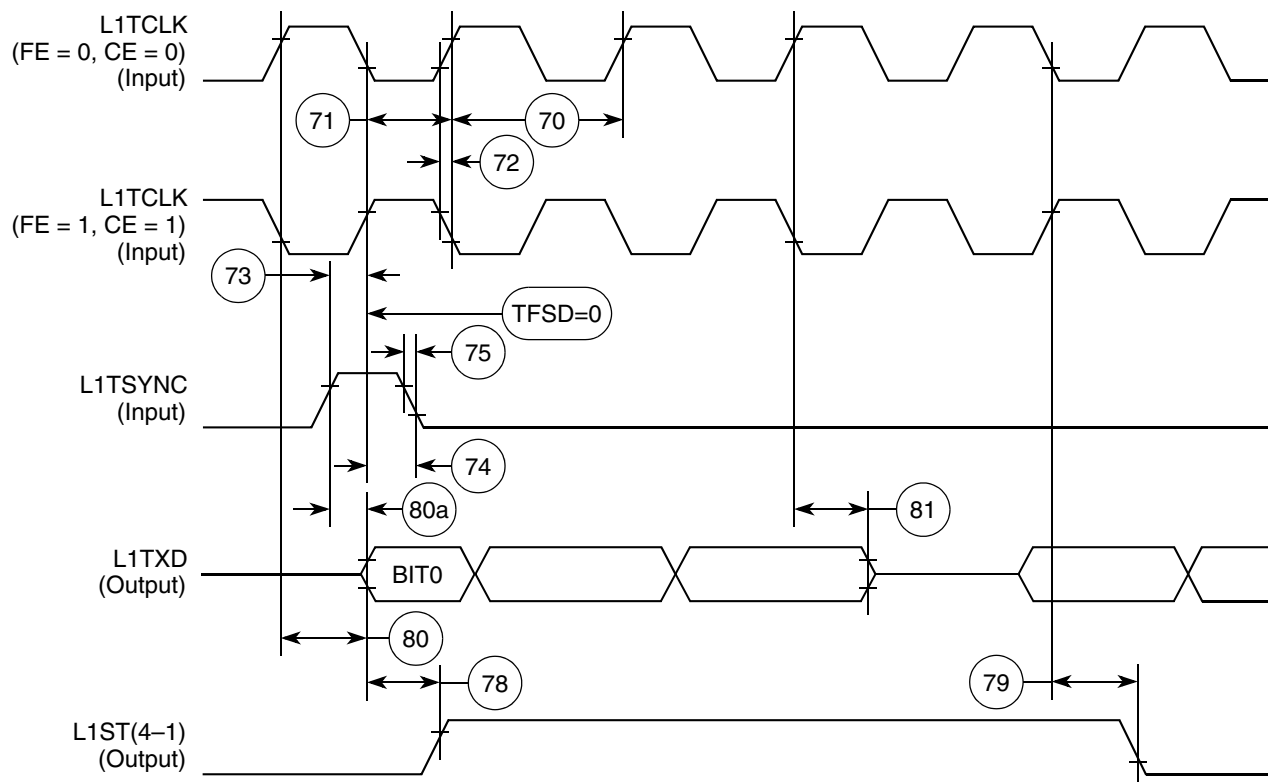 L1TCLK
(FE = 0, CE = 0)
(Input)
71
70
72
L1TCLK
(FE = 1, CE = 1)
(Input)
73
TFSD=0
75
L1TSYNC
(Input)
74
80a
81
L1TXD
(Output)
BIT0
80
78
79
L1ST(4–1)
(Output)